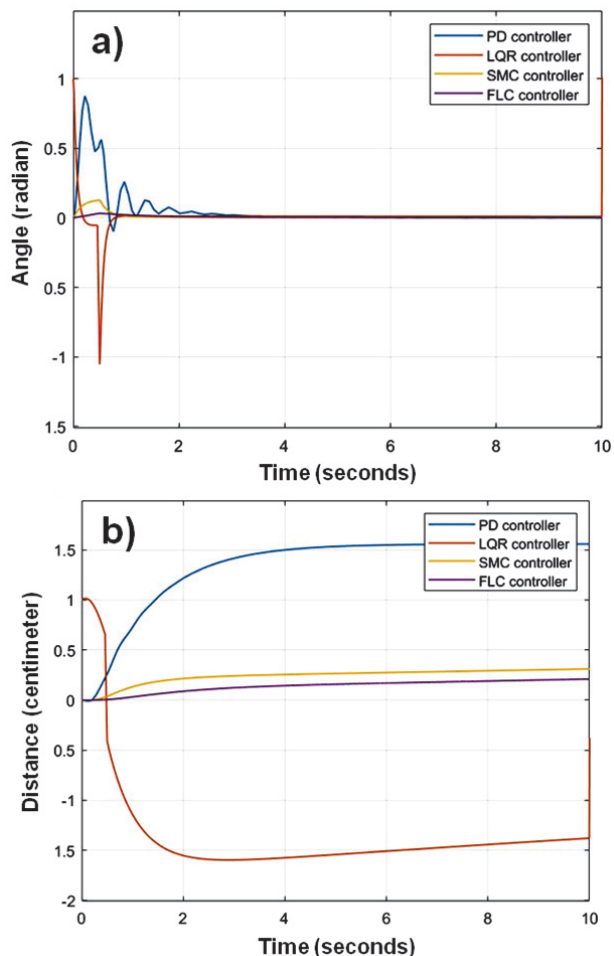 a)
PD controller
LQR controller
SMC controller
FLC controller
1
0.5
0
0.5
-1
1.5
Angle (radian)
0 2 4 6 8 10
Time (seconds)
b)
PD controller
LQR controller
SMC controller
FLC controller
1.5
1
0.5
0
0.5
-1
1.5
-2
Distance (centimeter)
0 2 4 6 8 10
Time (seconds)